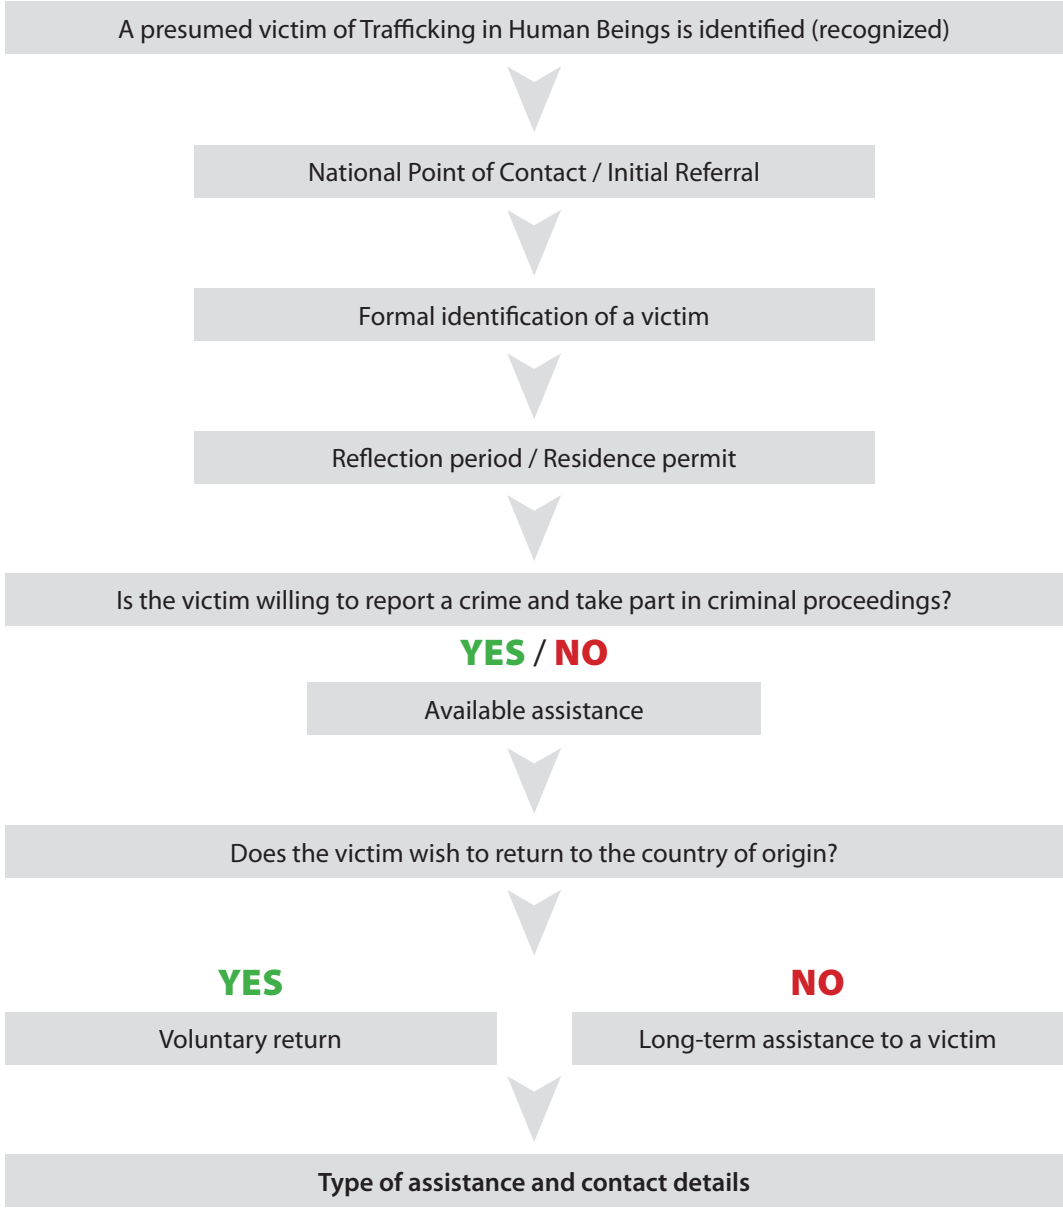 A presumed victim of Trafficking in Human Beings is identified (recognized)
National Point of Contact / Initial Referral
Formal identification of a victim
Reflection period / Residence permit
Is the victim willing to report a crime and take part in criminal proceedings?
YES / NO
Available assistance
Does the victim wish to return to the country of origin?
YES NO
Voluntary return Long-term assistance to a victim
Type of assistance and contact details